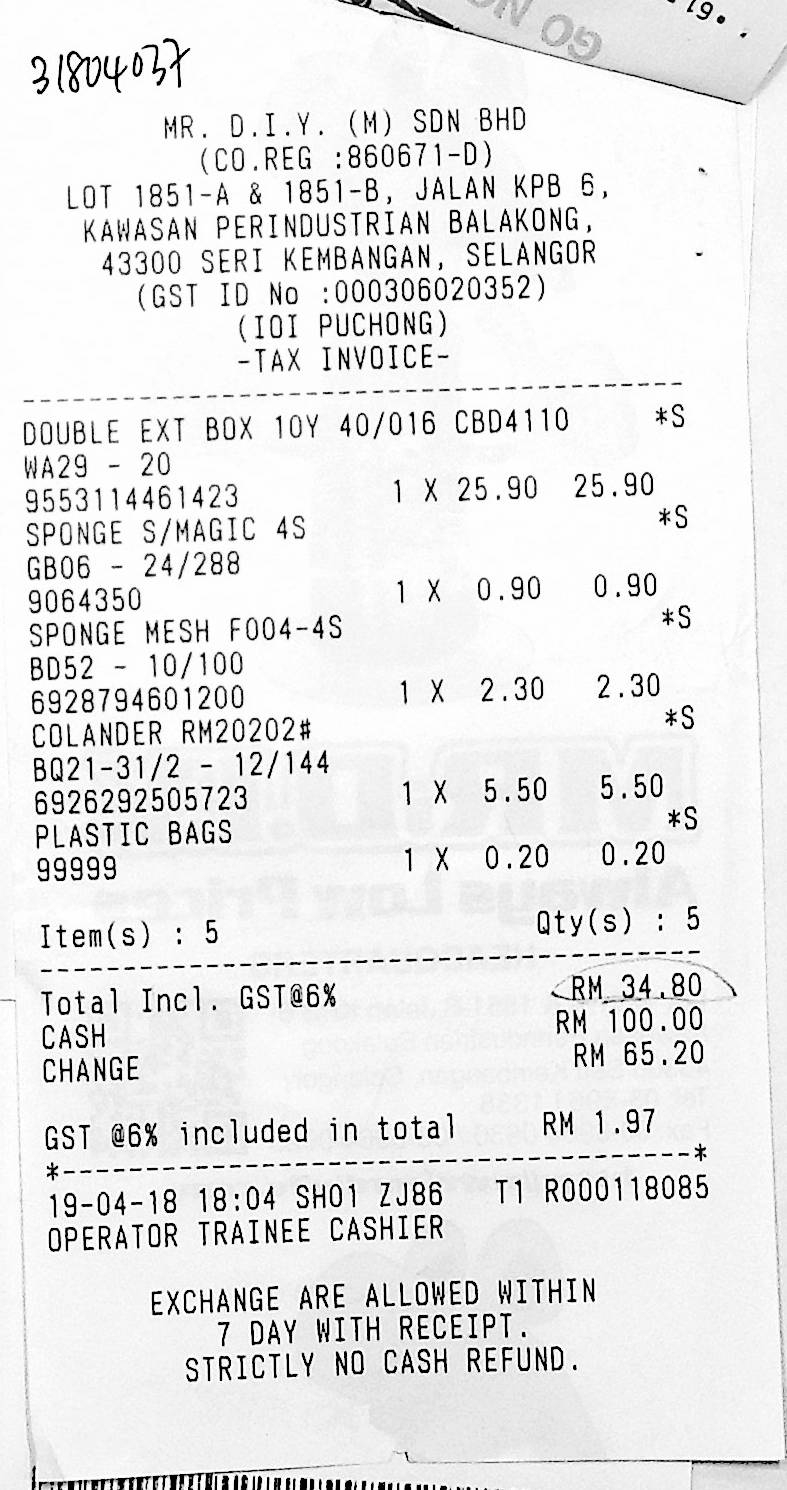 GO NO
.61
31804037
MR. D.I.Y. (M) SDN BHD
(CO.REG :860671-D)
LOT 1851-A & 1851-B, JALAN KPB 6,
KAWASAN PERINDUSTRIAN BALAKONG,
43300 SERI KEMBANGAN, SELANGOR
(GST ID No :000306020352)
(IOI PUCHONG)
-TAX INVOICE-
DOUBLE EXT BOX 10Y 40/016 CBD4110 *S
WA29 - 20
9553114461423 1 X 25.90 25.90
SPONGE S/MAGIC 4S *S
GB06 - 24/288
9064350 1 X 0.90 0.90
SPONGE MESH F004-4S *S
BD52 - 10/100
6928794601200 1 X 2.30 2.30
COLANDER RM20202# *S
BQ21-31/2 - 12/144
6926292505723 1 X 5.50 5.50
PLASTIC BAGS *S
99999 1 X 0.20 0.20
Item(s) : 5 Qty(s) : 5
Total Incl. GST@6% RM 34.80
CASH RM 100.00
CHANGE RM 65.20
GST @6% included in total RM 1.97
*--------------------------------------*
19-04-18 18:04 SH01 ZJ86 T1 R000118085
OPERATOR TRAINEE CASHIER
EXCHANGE ARE ALLOWED WITHIN
7 DAY WITH RECEIPT.
STRICTLY NO CASH REFUND.